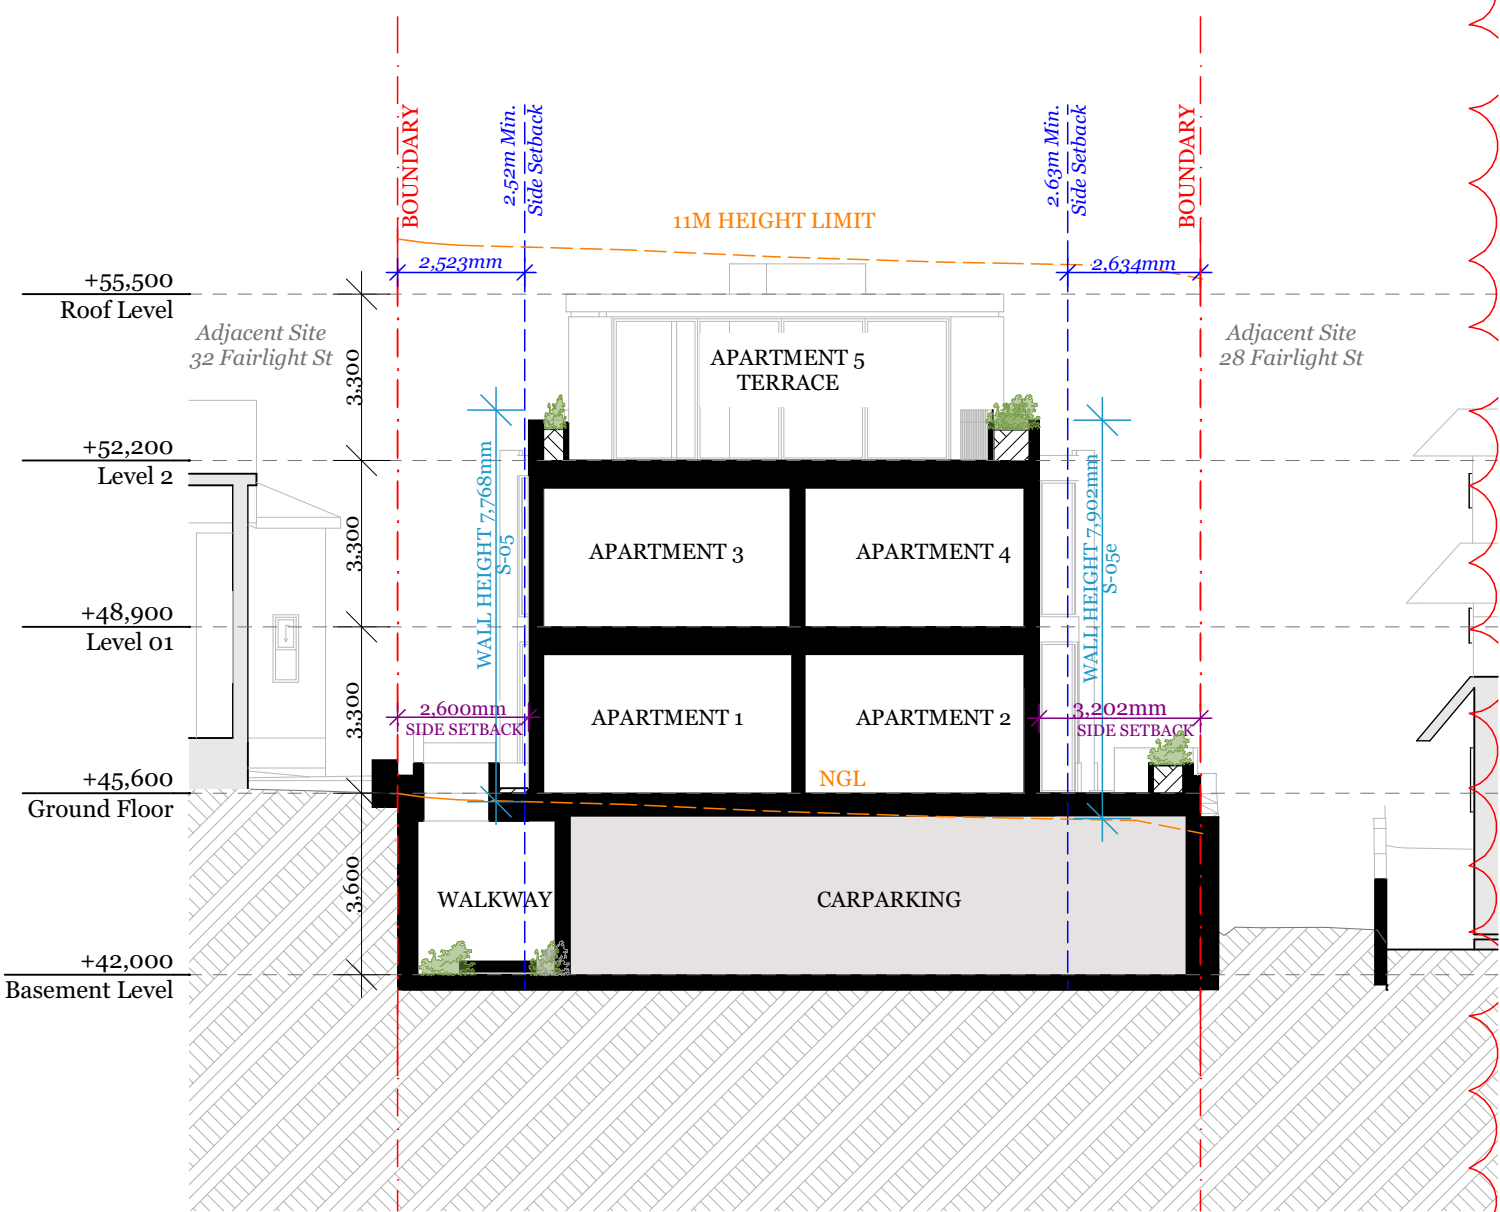 BOUNDARY
2.52m Min.
Side Setback
2.63m Min.
Side Setback
BOUNDARY
11M HEIGHT LIMIT
2,523mm
2,634mm
+55,500
Roof Level
Adjacent Site
32 Fairlight St
Adjacent Site
28 Fairlight St
3,300
APARTMENT 5
TERRACE
+52,200
Level 2
WALL HEIGHT 7,768mm
S-05
WALL HEIGHT 7,902mm
S-05e
3,300
APARTMENT 3
APARTMENT 4
+48,900
Level 01
3,300
2,600mm
SIDE SETBACK
APARTMENT 1
APARTMENT 2
3,202mm
SIDE SETBACK
+45,600
Ground Floor
NGL
3,600
WALKWAY
CARPARKING
+42,000
Basement Level